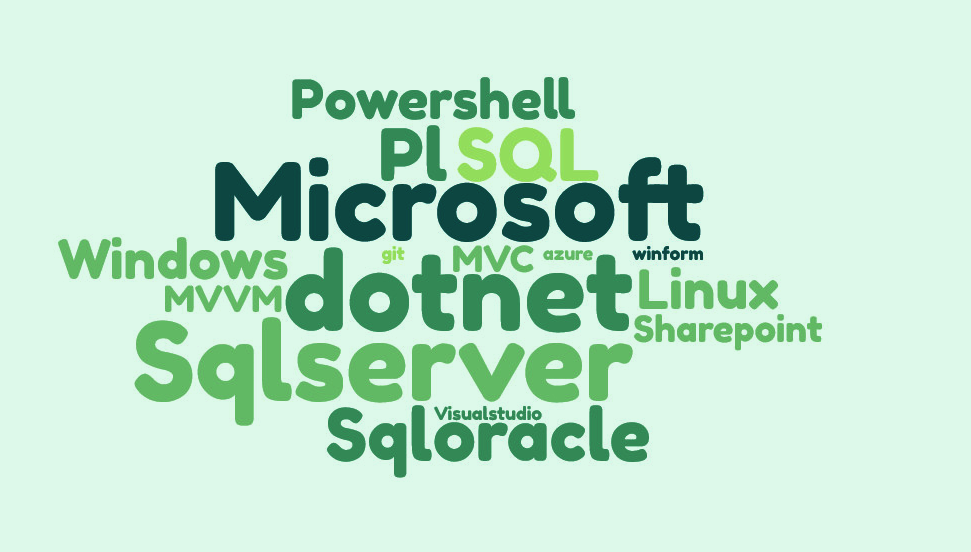 Powershell
Pl SQL
Microsoft
Windows git MVC azure winform
MVVM dotnet Linux
Sharepoint
Sqlserver
Visualstudio
Sqloracle